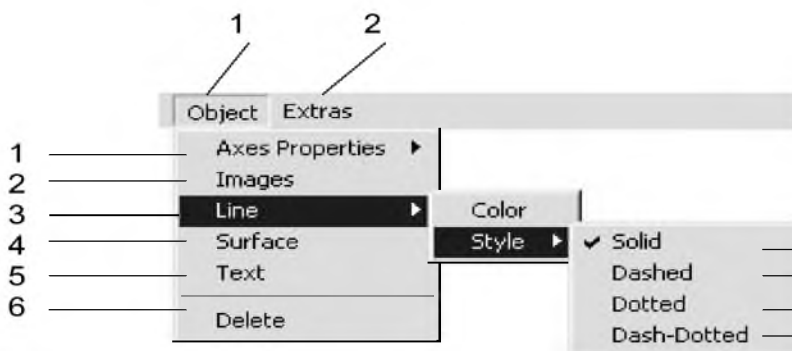 1 2
Object Extras
1 Axes Properties
2 Images
3 Line Color
4 Surface Style Solid
5 Text Dashed
Dotted
6 Delete Dash-Dotted